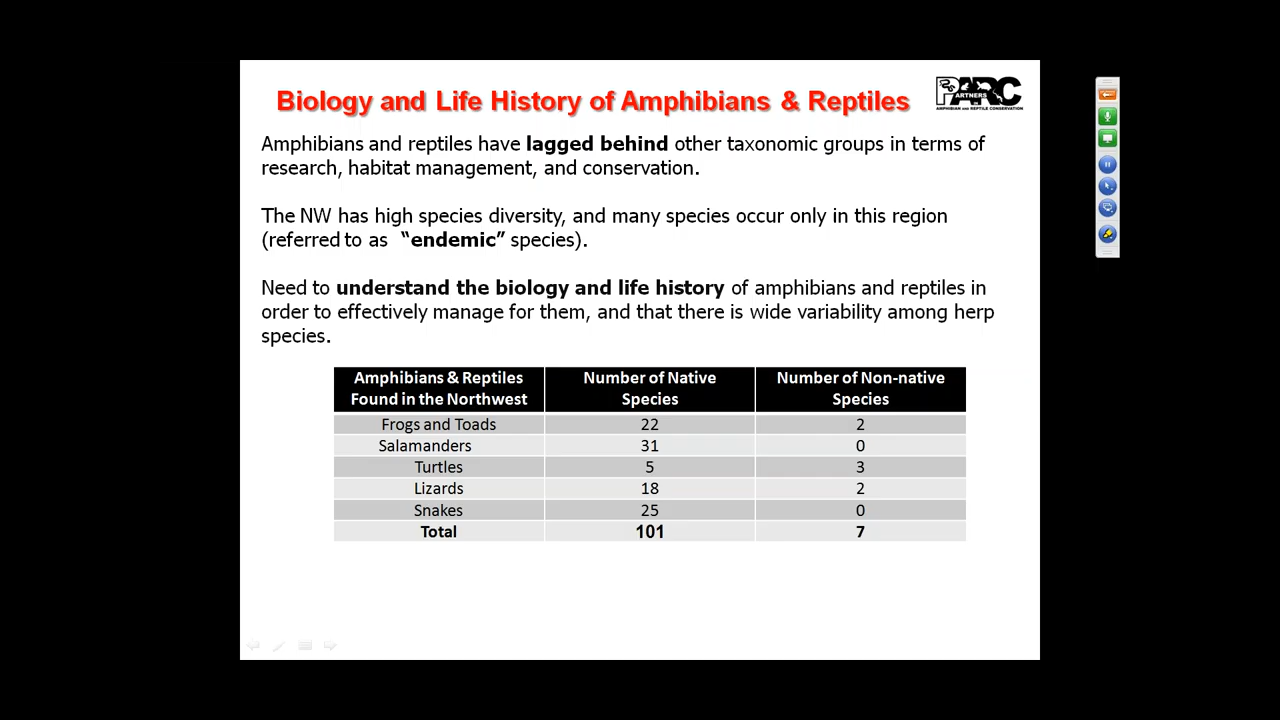 Biology and Life History of Amphibians & Reptiles
PARC
PARTNERS
AMPHIBIAN AND REPTILE CONSERVATION
Amphibians and reptiles have lagged behind other taxonomic groups in terms of
research, habitat management, and conservation.
The NW has high species diversity, and many species occur only in this region
(referred to as “endemic” species).
Need to understand the biology and life history of amphibians and reptiles in
order to effectively manage for them, and that there is wide variability among herp
species.
Amphibians & Reptiles Found in the Northwest Number of Native Species Number of Non-native Species
Frogs and Toads 22 2
Salamanders 31 0
Turtles 5 3
Lizards 18 2
Snakes 25 0
Total 101 7